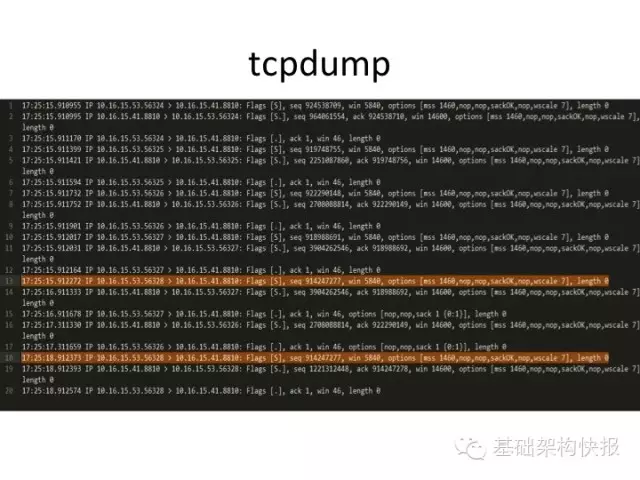 tcpdump
1 17:25:15.910955 IP 10.16.15.53.56324 > 10.16.15.41.8810: Flags [S], seq 924538709, win 5840, options [mss 1460,nop,nop,sackOK,nop,wscale 7], length 0
2 17:25:15.910995 IP 10.16.15.41.8810 > 10.16.15.53.56324: Flags [S.], seq 964061554, ack 924538710, win 14600, options [mss 1460,nop,nop,sackOK,nop,wscale 7],
length 0
3 17:25:15.911170 IP 10.16.15.53.56324 > 10.16.15.41.8810: Flags [.], ack 1, win 46, length 0
4 17:25:15.911399 IP 10.16.15.53.56325 > 10.16.15.41.8810: Flags [S], seq 919748755, win 5840, options [mss 1460,nop,nop,sackOK,nop,wscale 7], length 0
5 17:25:15.911421 IP 10.16.15.41.8810 > 10.16.15.53.56325: Flags [S.], seq 2251087860, ack 919748756, win 14600, options [mss 1460,nop,nop,sackOK,nop,wscale 7],
length 0
6 17:25:15.911594 IP 10.16.15.53.56325 > 10.16.15.41.8810: Flags [.], ack 1, win 46, length 0
7 17:25:15.911732 IP 10.16.15.53.56326 > 10.16.15.41.8810: Flags [S], seq 922290148, win 5840, options [mss 1460,nop,nop,sackOK,nop,wscale 7], length 0
8 17:25:15.911752 IP 10.16.15.41.8810 > 10.16.15.53.56326: Flags [S.], seq 2708088814, ack 922290149, win 14600, options [mss 1460,nop,nop,sackOK,nop,wscale 7],
length 0
9 17:25:15.911901 IP 10.16.15.53.56326 > 10.16.15.41.8810: Flags [.], ack 1, win 46, length 0
10 17:25:15.912017 IP 10.16.15.53.56327 > 10.16.15.41.8810: Flags [S], seq 918988691, win 5840, options [mss 1460,nop,nop,sackOK,nop,wscale 7], length 0
11 17:25:15.912031 IP 10.16.15.41.8810 > 10.16.15.53.56327: Flags [S.], seq 3904262546, ack 918988692, win 14600, options [mss 1460,nop,nop,sackOK,nop,wscale 7],
length 0
12 17:25:15.912164 IP 10.16.15.53.56327 > 10.16.15.41.8810: Flags [.], ack 1, win 46, length 0
13 17:25:15.912272 IP 10.16.15.53.56328 > 10.16.15.41.8810: Flags [S], seq 914247277, win 5840, options [mss 1460,nop,nop,sackOK,nop,wscale 7], length 0
14 17:25:16.911333 IP 10.16.15.41.8810 > 10.16.15.53.56327: Flags [S.], seq 3904262546, ack 918988692, win 14600, options [mss 1460,nop,nop,sackOK,nop,wscale 7],
length 0
15 17:25:16.911678 IP 10.16.15.53.56327 > 10.16.15.41.8810: Flags [.], ack 1, win 46, options [nop,nop,sack 1 {0:1}], length 0
16 17:25:17.311330 IP 10.16.15.41.8810 > 10.16.15.53.56326: Flags [S.], seq 2708088814, ack 922290149, win 14600, options [mss 1460,nop,nop,sackOK,nop,wscale 7],
length 0
17 17:25:17.311659 IP 10.16.15.53.56326 > 10.16.15.41.8810: Flags [.], ack 1, win 46, options [nop,nop,sack 1 {0:1}], length 0
18 17:25:18.912373 IP 10.16.15.53.56328 > 10.16.15.41.8810: Flags [S], seq 914247277, win 5840, options [mss 1460,nop,nop,sackOK,nop,wscale 7], length 0
19 17:25:18.912393 IP 10.16.15.41.8810 > 10.16.15.53.56328: Flags [S.], seq 1221312448, ack 914247278, win 14600, options [mss 1460,nop,nop,sackOK,nop,wscale 7],
length 0
20 17:25:18.912574 IP 10.16.15.53.56328 > 10.16.15.41.8810: Flags [.], ack 1, win 46, length 0
基础架构快报